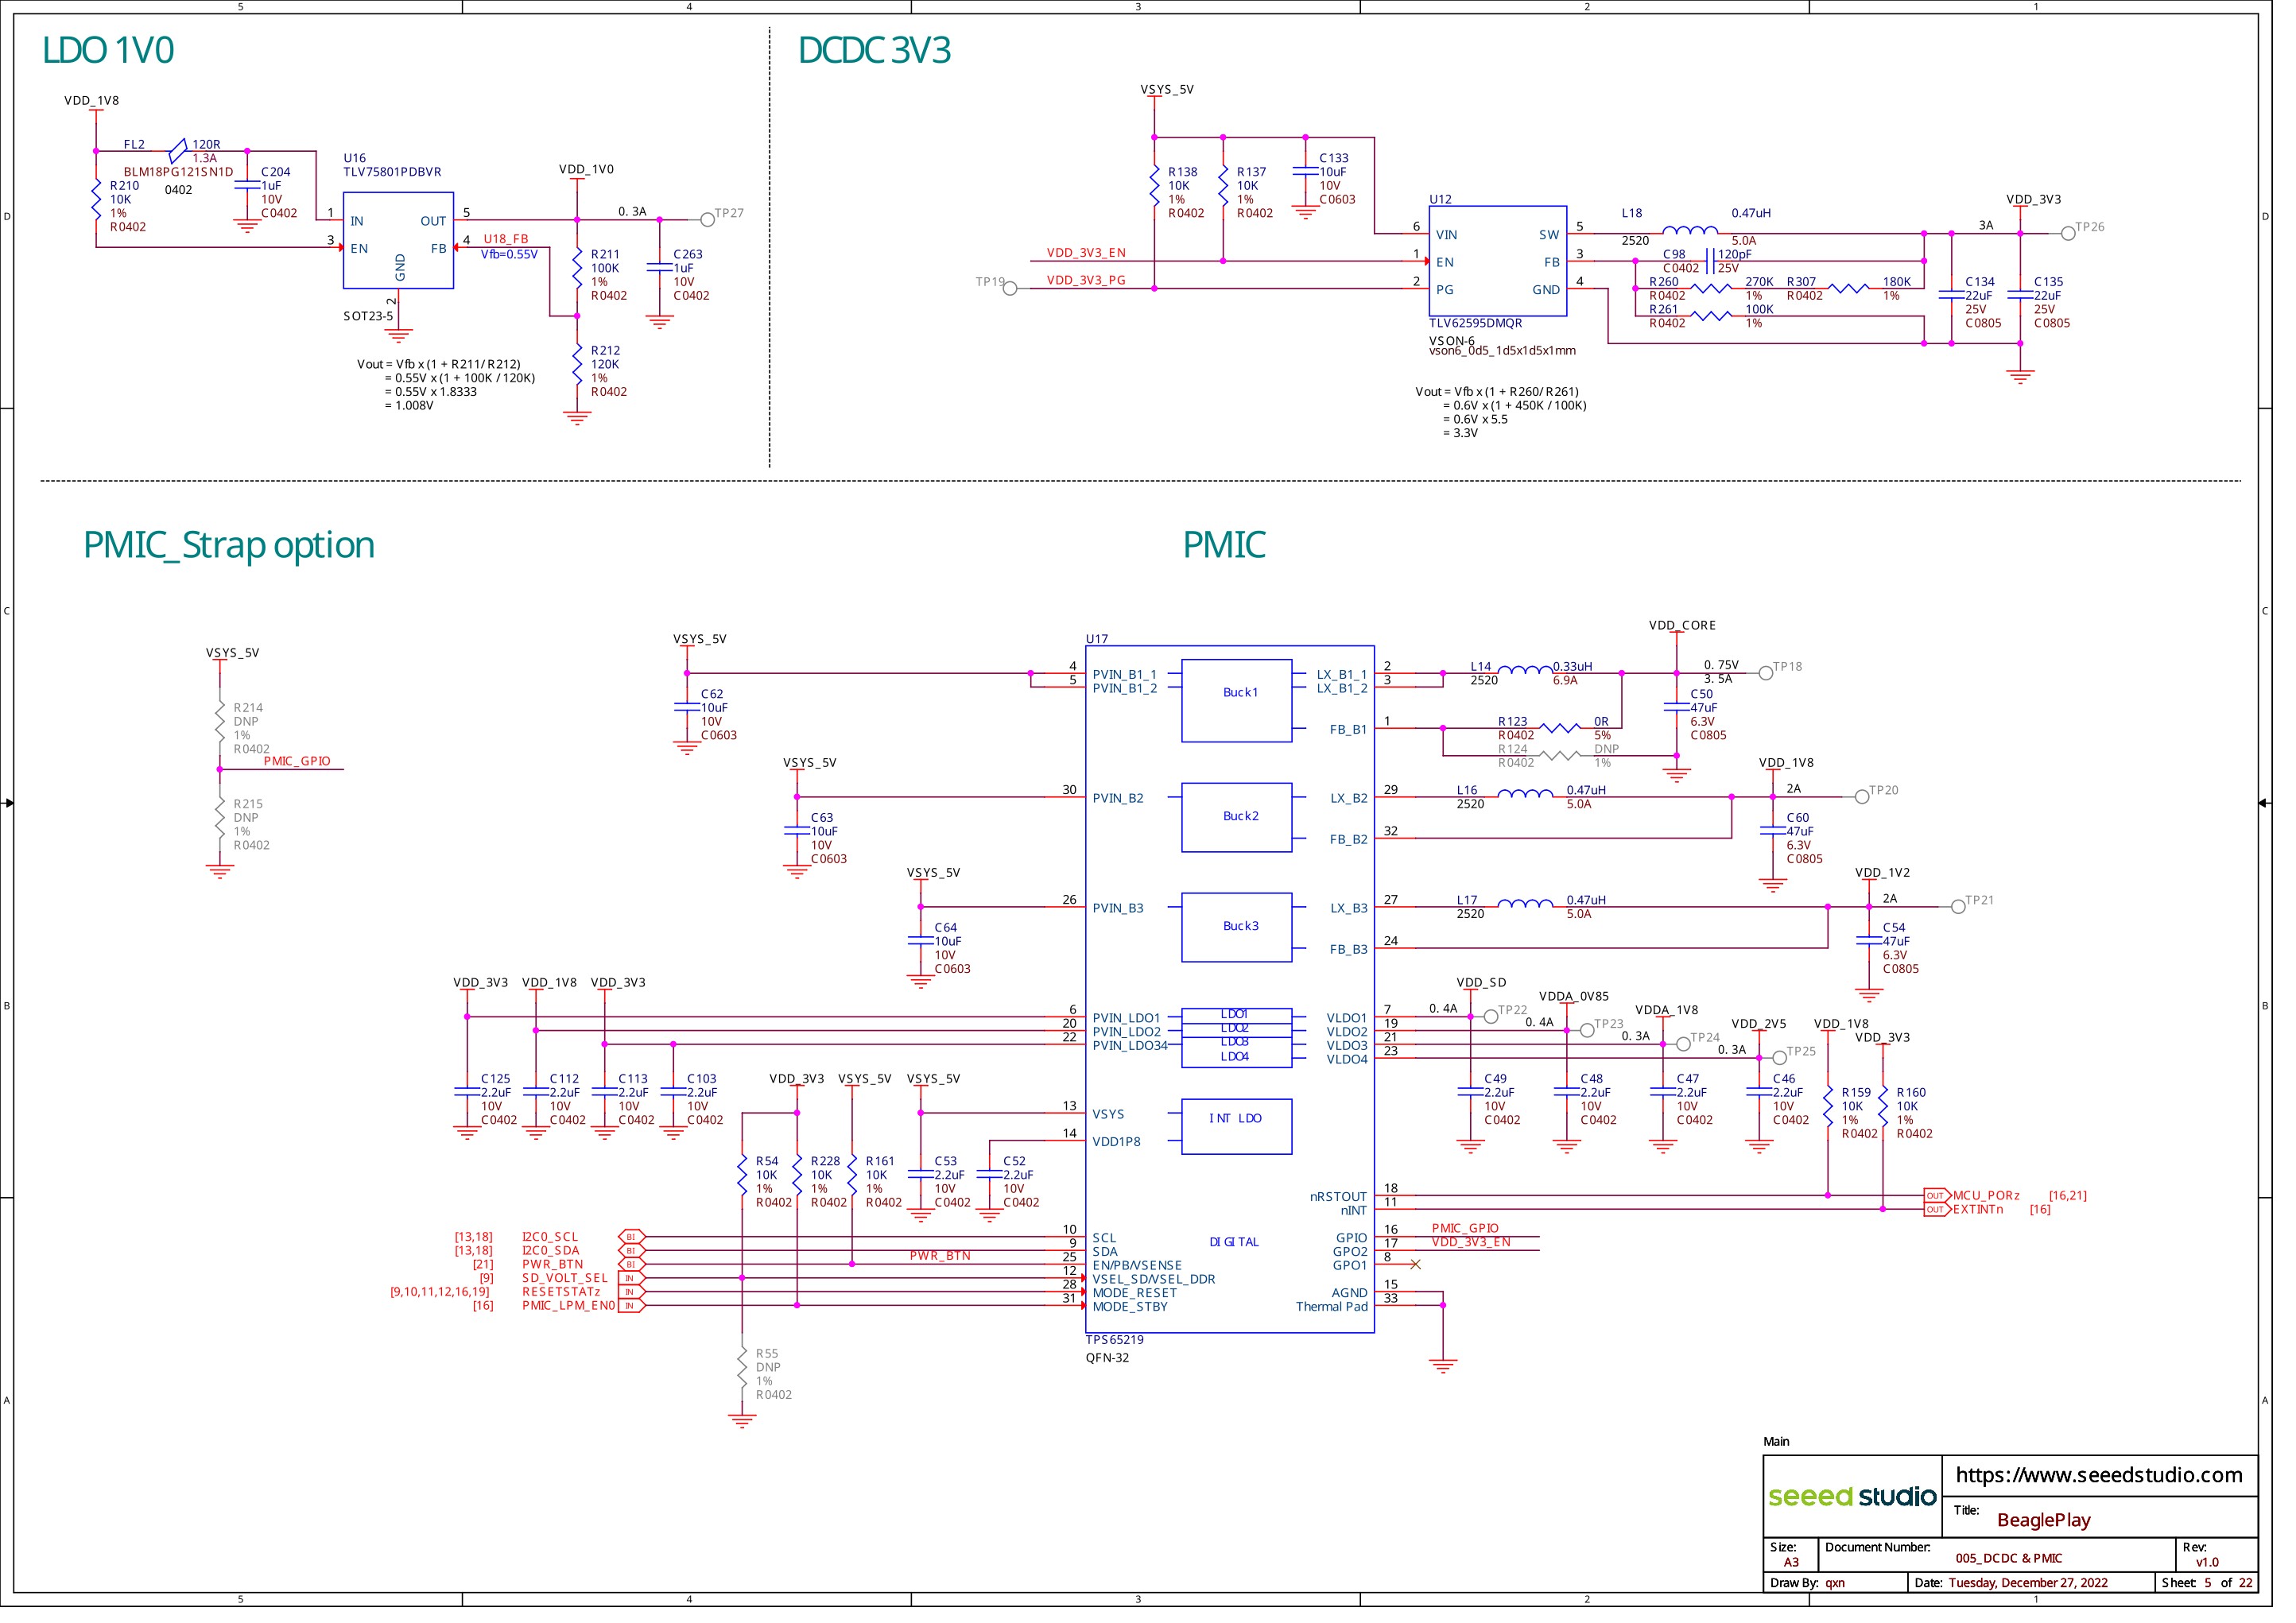 5 4 3 2 1
LDO 1V0
DCDC 3V3
VDD_1V8
FL2 120R
1.3A
BLM18PG121SN1D
0402
R210
10K
1%
R0402
C204
1uF
10V
C0402
U16
TLV75801PDBVR
1 IN
3 EN
OUT 5
FB 4
GND
2
SOT23-5
U18_FB
Vfb=0.55V
VDD_1V0
0. 3A
TP27
R211
100K
1%
R0402
C263
1uF
10V
C0402
R212
120K
1%
R0402
Vout = Vfb x (1 + R211/ R212)
= 0.55V x (1 + 100K / 120K)
= 0.55V x 1.8333
= 1.008V
VSYS_5V
R138
10K
1%
R0402
R137
10K
1%
R0402
C133
10uF
10V
C0603
VDD_3V3_EN
TP19
VDD_3V3_PG
U12
6 VIN
1 EN
2 PG
SW 5
FB 3
GND 4
TLV62595DMQR
VSON-6
vson6_0d5_1d5x1d5x1mm
L18 0.47uH
2520 5.0A
C98 120pF
C0402 25V
R260 270K
R0402 1%
R307 180K
R0402 1%
R261 100K
R0402 1%
3A
VDD_3V3
TP26
C134
22uF
25V
C0805
C135
22uF
25V
C0805
Vout = Vfb x (1 + R260/ R261)
= 0.6V x (1 + 450K / 100K)
= 0.6V x 5.5
= 3.3V
D
D
PMIC_Strap option
PMIC
C
C
VSYS_5V
R214
DNP
1%
R0402
PMIC_GPIO
R215
DNP
1%
R0402
VSYS_5V
C62
10uF
10V
C0603
VSYS_5V
C63
10uF
10V
C0603
VSYS_5V
C64
10uF
10V
C0603
U17
4 PVIN_B1_1
5 PVIN_B1_2
Buck1
LX_B1_1 2
LX_B1_2 3
FB_B1 1
30 PVIN_B2
Buck2
LX_B2 29
FB_B2 32
26 PVIN_B3
Buck3
LX_B3 27
FB_B3 24
6 PVIN_LDO1
20 PVIN_LDO2
22 PVIN_LDO34
LDO1
LDO2
LDO3
LDO4
VLDO1 7
VLDO2 19
VLDO3 21
VLDO4 23
13 VSYS
14 VDD1P8
INT LDO
nRSTOUT 18
nINT 11
DIGITAL
10 SCL
9 SDA
25 EN/PB/VSENSE
12 VSEL_SD/VSEL_DDR
28 MODE_RESET
31 MODE_STBY
GPIO 16
GPO2 17
GPO1 8
AGND 15
Thermal Pad 33
TPS65219
QFN-32
L14 0.33uH
2520 6.9A
VDD_CORE
0. 75V
3. 5A
TP18
C50
47uF
6.3V
C0805
R123 0R
R0402 5%
R124 DNP
R0402 1%
L16 0.47uH
2520 5.0A
VDD_1V8
2A
TP20
C60
47uF
6.3V
C0805
L17 0.47uH
2520 5.0A
VDD_1V2
2A
TP21
C54
47uF
6.3V
C0805
B
B
VDD_3V3 VDD_1V8 VDD_3V3
C125
2.2uF
10V
C0402
C112
2.2uF
10V
C0402
C113
2.2uF
10V
C0402
C103
2.2uF
10V
C0402
VDD_3V3 VSYS_5V VSYS_5V
R54
10K
1%
R0402
R228
10K
1%
R0402
R161
10K
1%
R0402
C53
2.2uF
10V
C0402
C52
2.2uF
10V
C0402
VDD_SD
0. 4A
TP22
VDDA_0V85
0. 4A
TP23
VDDA_1V8
0. 3A
TP24
VDD_2V5
0. 3A
TP25
VDD_1V8
VDD_3V3
C49
2.2uF
10V
C0402
C48
2.2uF
10V
C0402
C47
2.2uF
10V
C0402
C46
2.2uF
10V
C0402
R159
10K
1%
R0402
R160
10K
1%
R0402
OUT MCU_PORz [16,21]
OUT EXTINTn [16]
PMIC_GPIO
VDD_3V3_EN
[13,18] I2C0_SCL BI
[13,18] I2C0_SDA BI
[21] PWR_BTN BI
[9] SD_VOLT_SEL IN
[9,10,11,12,16,19] RESETSTATz IN
[16] PMIC_LPM_EN0 IN
PWR_BTN
R55
DNP
1%
R0402
A
A
Main
seeed studio
https://www.seeedstudio.com
Title: BeaglePlay
Size: A3
Document Number: 005_DCDC & PMIC
Rev: v1.0
Draw By: qxn
Date: Tuesday, December 27, 2022
Sheet: 5 of 22
5 4 3 2 1